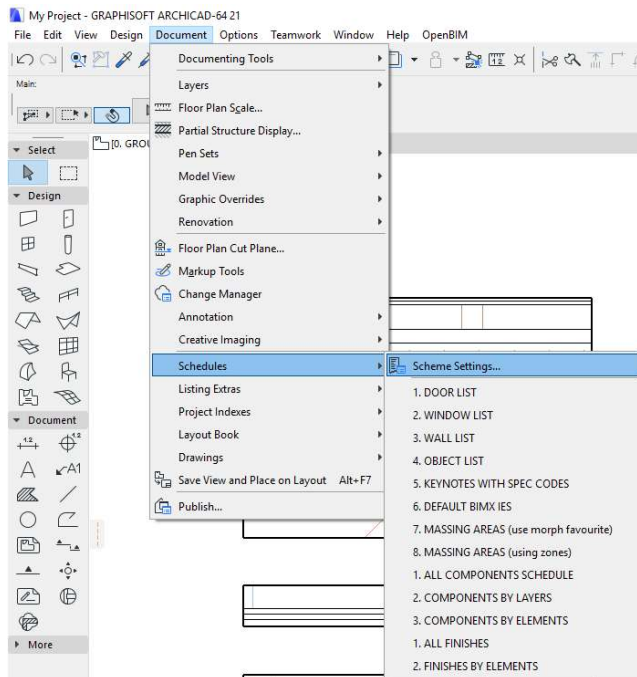 My Project - GRAPHISOFT ARCHICAD-64 21
File Edit View Design Document Options Teamwork Window Help OpenBIM
Main:
[0. GROU
Select
Design
Document
1.2
1.2
A
A1
More
Documenting Tools
Layers
Floor Plan Scale...
Partial Structure Display...
Pen Sets
Model View
Graphic Overrides
Renovation
Floor Plan Cut Plane...
Markup Tools
Change Manager
Annotation
Creative Imaging
Schedules
Listing Extras
Project Indexes
Layout Book
Drawings
Save View and Place on Layout Alt+F7
Publish...
Scheme Settings...
1. DOOR LIST
2. WINDOW LIST
3. WALL LIST
4. OBJECT LIST
5. KEYNOTES WITH SPEC CODES
6. DEFAULT BIMX IES
7. MASSING AREAS (use morph favourite)
8. MASSING AREAS (using zones)
1. ALL COMPONENTS SCHEDULE
2. COMPONENTS BY LAYERS
3. COMPONENTS BY ELEMENTS
1. ALL FINISHES
2. FINISHES BY ELEMENTS